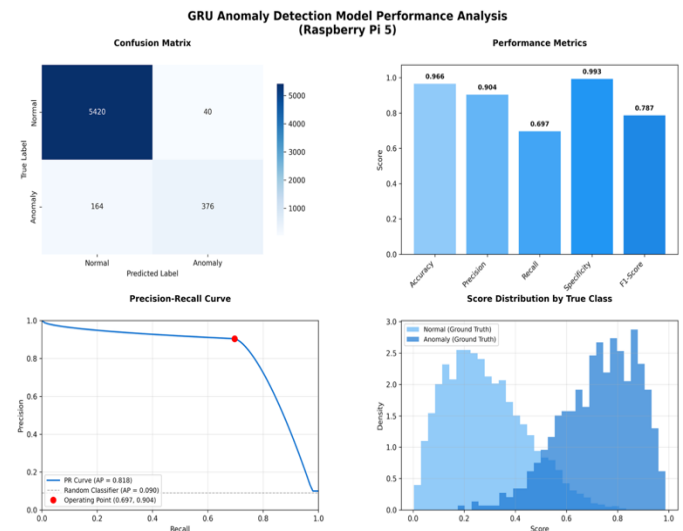 GRU Anomaly Detection Model Performance Analysis
(Raspberry Pi 5)
Confusion Matrix
Normal
Anomaly
True Label
5420
40
164
376
Normal
Anomaly
Predicted Label
5000
4000
3000
2000
1000
Performance Metrics
Score
1.0
0.8
0.6
0.4
0.2
0.0
0.966
0.904
0.697
0.993
0.787
Accuracy
Precision
Recall
Specificity
F1-Score
Precision-Recall Curve
Precision
1.0
0.8
0.6
0.4
0.2
0.0
PR Curve (AP = 0.818)
Random Classifier (AP = 0.090)
Operating Point (0.697, 0.904)
0.0 0.2 0.4 0.6 0.8 1.0
Recall
Score Distribution by True Class
Normal (Ground Truth)
Anomaly (Ground Truth)
Density
3.0
2.5
2.0
1.5
1.0
0.5
0.0
0.0 0.2 0.4 0.6 0.8 1.0
Score